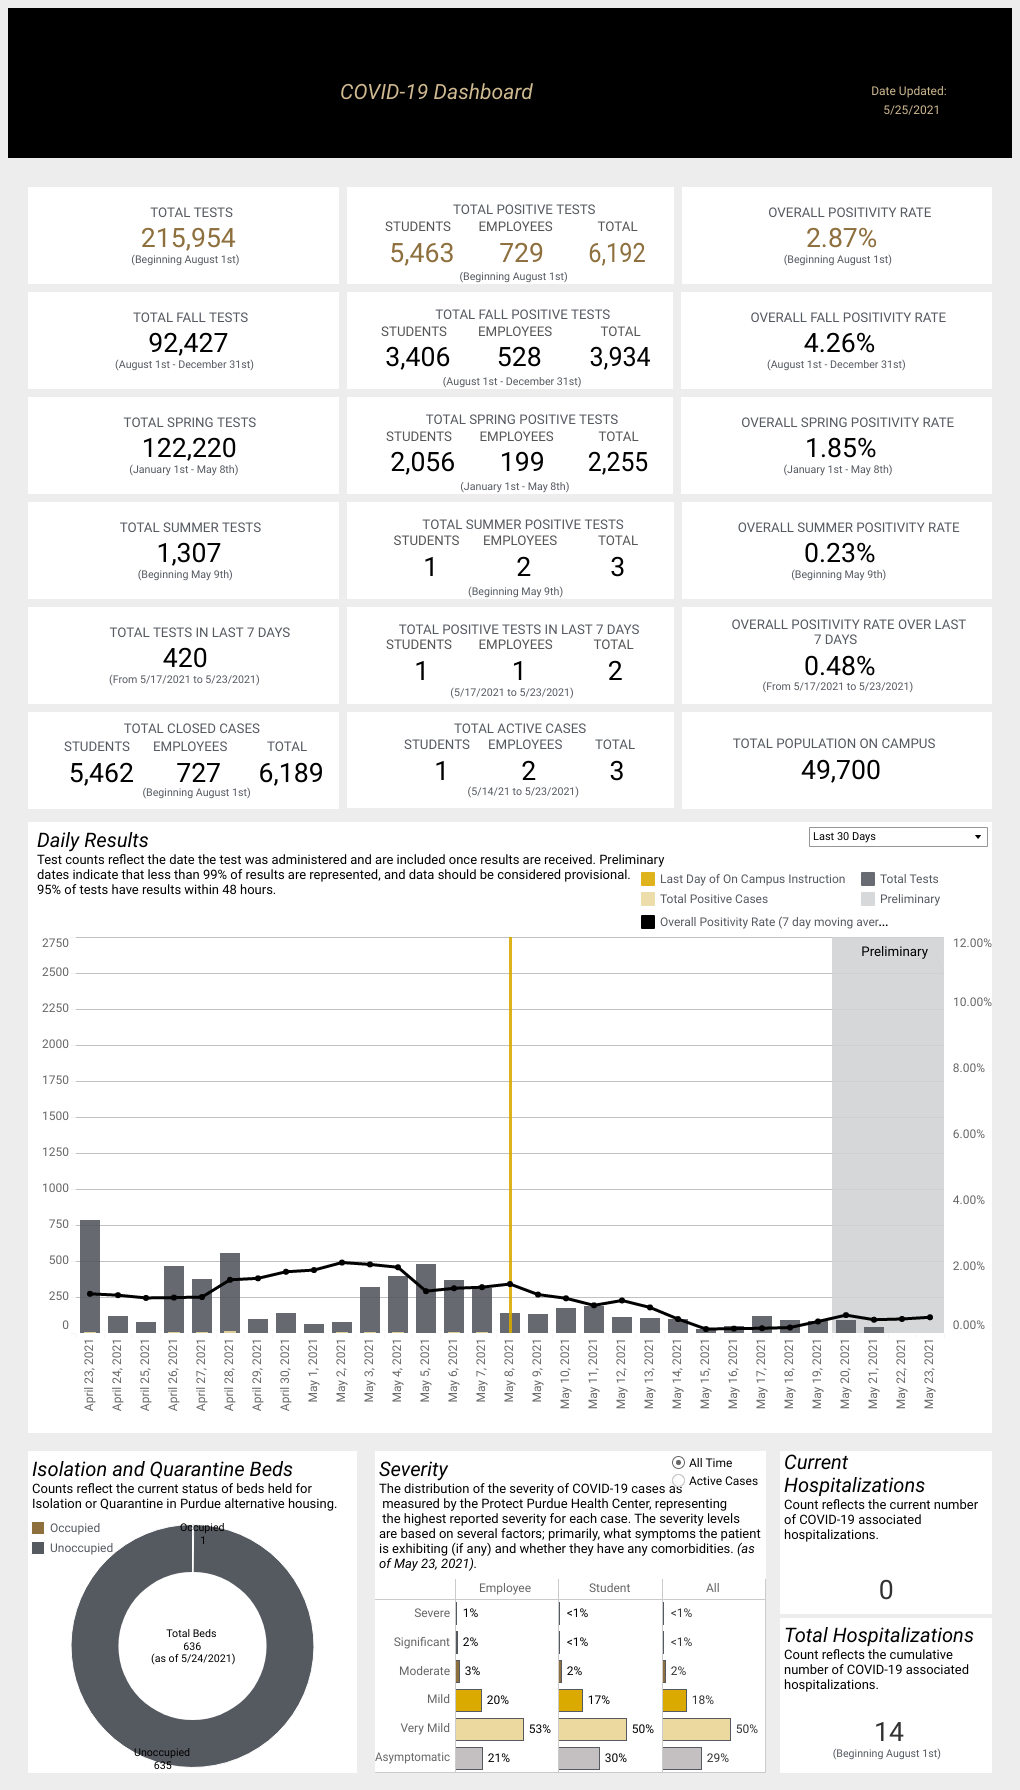 COVID-19 Dashboard
Date Updated:
5/25/2021
TOTAL TESTS
215,954
(Beginning August 1st)
TOTAL POSITIVE TESTS
STUDENTS EMPLOYEES TOTAL
5,463 729 6,192
(Beginning August 1st)
OVERALL POSITIVITY RATE
2.87%
(Beginning August 1st)
TOTAL FALL TESTS
92,427
(August 1st - December 31st)
TOTAL FALL POSITIVE TESTS
STUDENTS EMPLOYEES TOTAL
3,406 528 3,934
(August 1st - December 31st)
OVERALL FALL POSITIVITY RATE
4.26%
(August 1st - December 31st)
TOTAL SPRING TESTS
122,220
(January 1st - May 8th)
TOTAL SPRING POSITIVE TESTS
STUDENTS EMPLOYEES TOTAL
2,056 199 2,255
(January 1st - May 8th)
OVERALL SPRING POSITIVITY RATE
1.85%
(January 1st - May 8th)
TOTAL SUMMER TESTS
1,307
(Beginning May 9th)
TOTAL SUMMER POSITIVE TESTS
STUDENTS EMPLOYEES TOTAL
1 2 3
(Beginning May 9th)
OVERALL SUMMER POSITIVITY RATE
0.23%
(Beginning May 9th)
TOTAL TESTS IN LAST 7 DAYS
420
(From 5/17/2021 to 5/23/2021)
TOTAL POSITIVE TESTS IN LAST 7 DAYS
STUDENTS EMPLOYEES TOTAL
1 1 2
(5/17/2021 to 5/23/2021)
OVERALL POSITIVITY RATE OVER LAST
7 DAYS
0.48%
(From 5/17/2021 to 5/23/2021)
TOTAL CLOSED CASES
STUDENTS EMPLOYEES TOTAL
5,462 727 6,189
(Beginning August 1st)
TOTAL ACTIVE CASES
STUDENTS EMPLOYEES TOTAL
1 2 3
(5/14/21 to 5/23/2021)
TOTAL POPULATION ON CAMPUS
49,700
Daily Results
Last 30 Days
Test counts reflect the date the test was administered and are included once results are received. Preliminary
dates indicate that less than 99% of results are represented, and data should be considered provisional.
95% of tests have results within 48 hours.
Last Day of On Campus Instruction Total Tests
Total Positive Cases Preliminary
Overall Positivity Rate (7 day moving aver...
Preliminary
2750
2500
2250
2000
1750
1500
1250
1000
750
500
250
0
12.00%
10.00%
8.00%
6.00%
4.00%
2.00%
0.00%
April 23, 2021
April 24, 2021
April 25, 2021
April 26, 2021
April 27, 2021
April 28, 2021
April 29, 2021
April 30, 2021
May 1, 2021
May 2, 2021
May 3, 2021
May 4, 2021
May 5, 2021
May 6, 2021
May 7, 2021
May 8, 2021
May 9, 2021
May 10, 2021
May 11, 2021
May 12, 2021
May 13, 2021
May 14, 2021
May 15, 2021
May 16, 2021
May 17, 2021
May 18, 2021
May 19, 2021
May 20, 2021
May 21, 2021
May 22, 2021
May 23, 2021
Isolation and Quarantine Beds
Counts reflect the current status of beds held for
Isolation or Quarantine in Purdue alternative housing.
Occupied
Unoccupied
Occupied
1
Total Beds
636
(as of 5/24/2021)
Unoccupied
635
Severity
All Time
Active Cases
The distribution of the severity of COVID-19 cases as
measured by the Protect Purdue Health Center, representing
the highest reported severity for each case. The severity levels
are based on several factors; primarily, what symptoms the patient
is exhibiting (if any) and whether they have any comorbidities. (as
of May 23, 2021).
Employee Student All
Severe 1% <1% <1%
Significant 2% <1% <1%
Moderate 3% 2% 2%
Mild 20% 17% 18%
Very Mild 53% 50% 50%
Asymptomatic 21% 30% 29%
Current
Hospitalizations
Count reflects the current number
of COVID-19 associated
hospitalizations.
0
Total Hospitalizations
Count reflects the cumulative
number of COVID-19 associated
hospitalizations.
14
(Beginning August 1st)